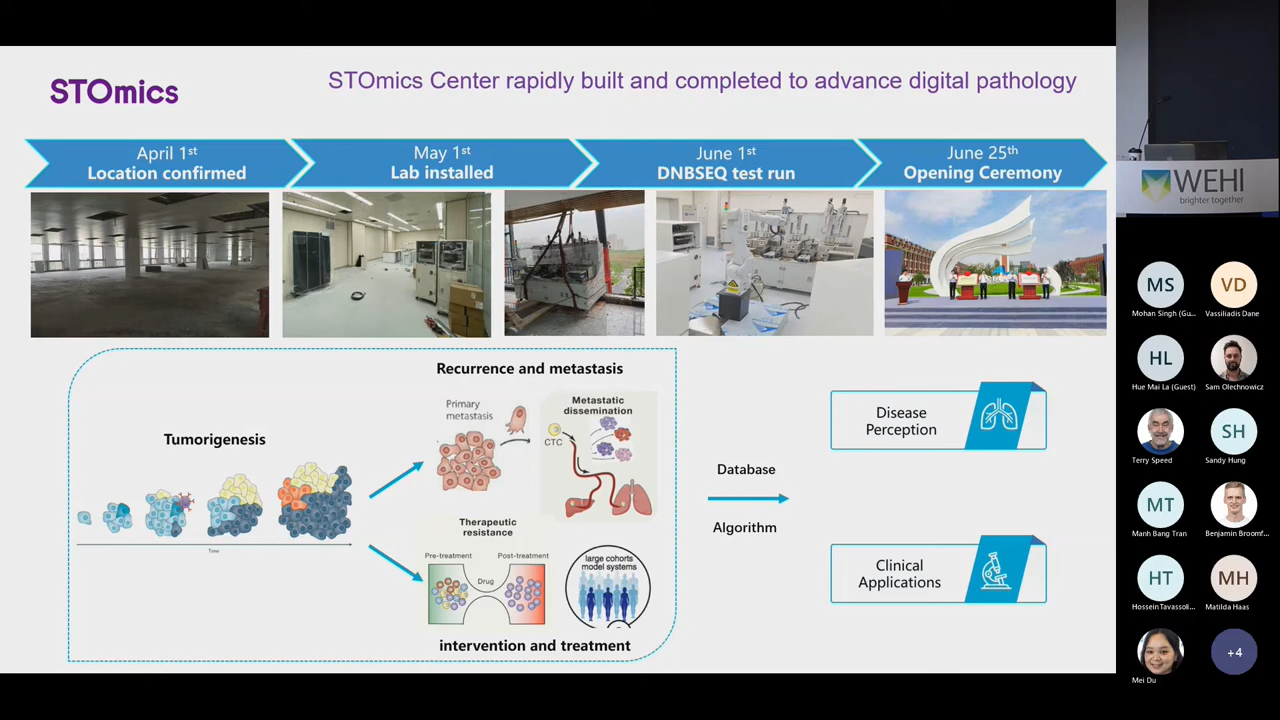 STOmics
STOmics Center rapidly built and completed to advance digital pathology
April 1st
Location confirmed
May 1st
Lab installed
June 1st
DNBSEQ test run
June 25th
Opening Ceremony
Tumorigenesis
Time
Recurrence and metastasis
Primary
metastasis
Metastatic
dissemination
CTC
Therapeutic
resistance
Pre-treatment
Post-treatment
Drug
large cohorts
model systems
intervention and treatment
Database
Algorithm
Disease
Perception
Clinical
Applications
WEHI
brighter together
MS
Mohan Singh (Gu...
VD
Vassiliadis Dane
HL
Hue Mai La (Guest)
Sam Olechnowicz
Terry Speed
SH
Sandy Hung
MT
Manh Bang Tran
Benjamin Broomf...
HT
Hossein Tavassoli...
MH
Matilda Haas
Mei Du
+4